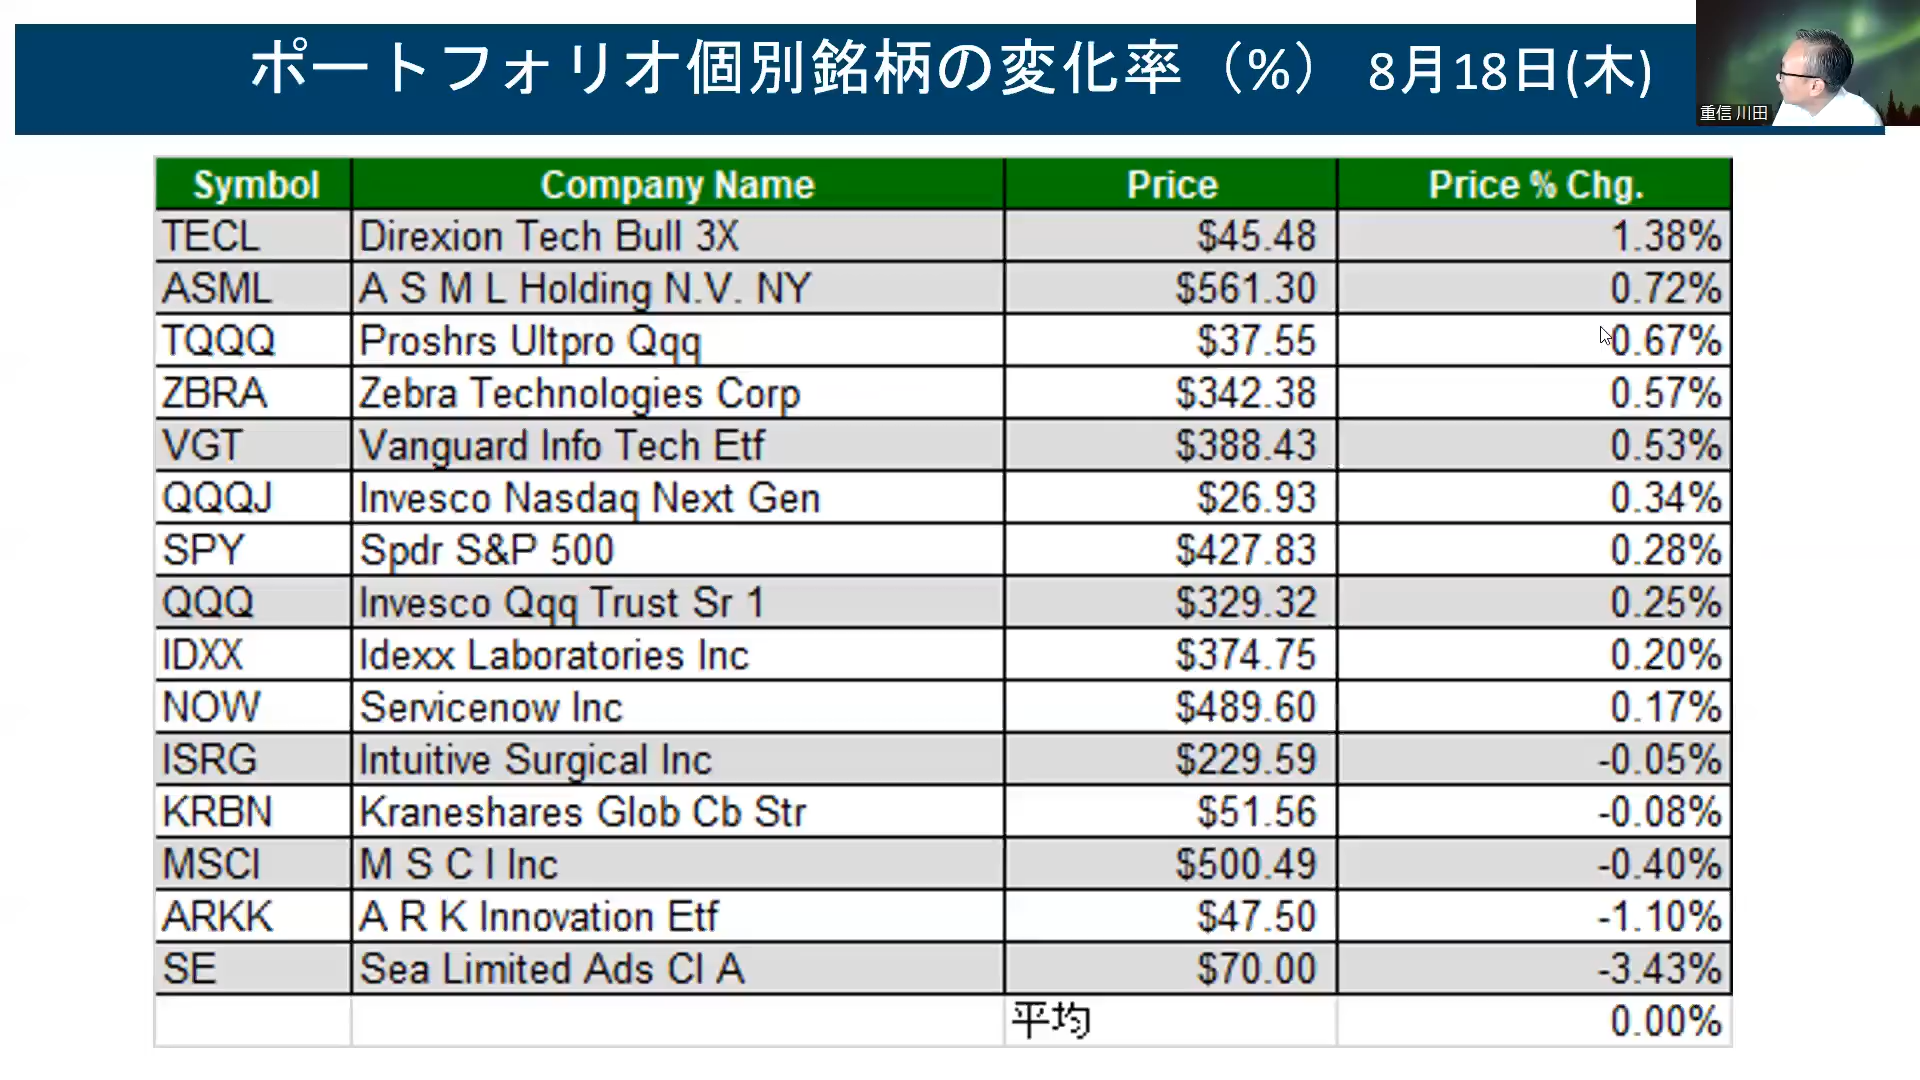 ポートフォリオ個別銘柄の変化率（%） 8月18日(木)
重信 川田
Symbol Company Name Price Price % Chg.
TECL Direxion Tech Bull 3X $45.48 1.38%
ASML A S M L Holding N.V. NY $561.30 0.72%
TQQQ Proshrs Ultpro Qqq $37.55 0.67%
ZBRA Zebra Technologies Corp $342.38 0.57%
VGT Vanguard Info Tech Etf $388.43 0.53%
QQQJ Invesco Nasdaq Next Gen $26.93 0.34%
SPY Spdr S&P 500 $427.83 0.28%
QQQ Invesco Qqq Trust Sr 1 $329.32 0.25%
IDXX Idexx Laboratories Inc $374.75 0.20%
NOW Servicenow Inc $489.60 0.17%
ISRG Intuitive Surgical Inc $229.59 -0.05%
KRBN Kraneshares Glob Cb Str $51.56 -0.08%
MSCI M S C I Inc $500.49 -0.40%
ARKK A R K Innovation Etf $47.50 -1.10%
SE Sea Limited Ads Cl A $70.00 -3.43%
平均 0.00%